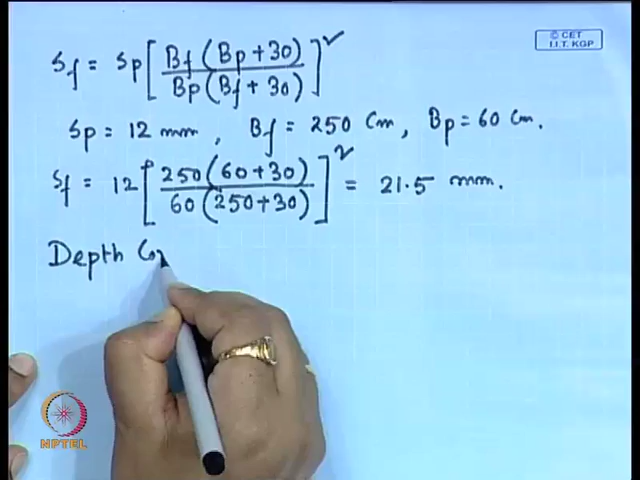 © CET
I.I.T. KGP
Sf = Sp [ Bf (Bp + 30) / Bp (Bf + 30) ]²
Sp = 12 mm, Bf = 250 Cm, Bp = 60 Cm.
Sf = 12 [ 250 (60 + 30) / 60 (250 + 30) ]² = 21.5 mm.
Depth Co
NPTEL